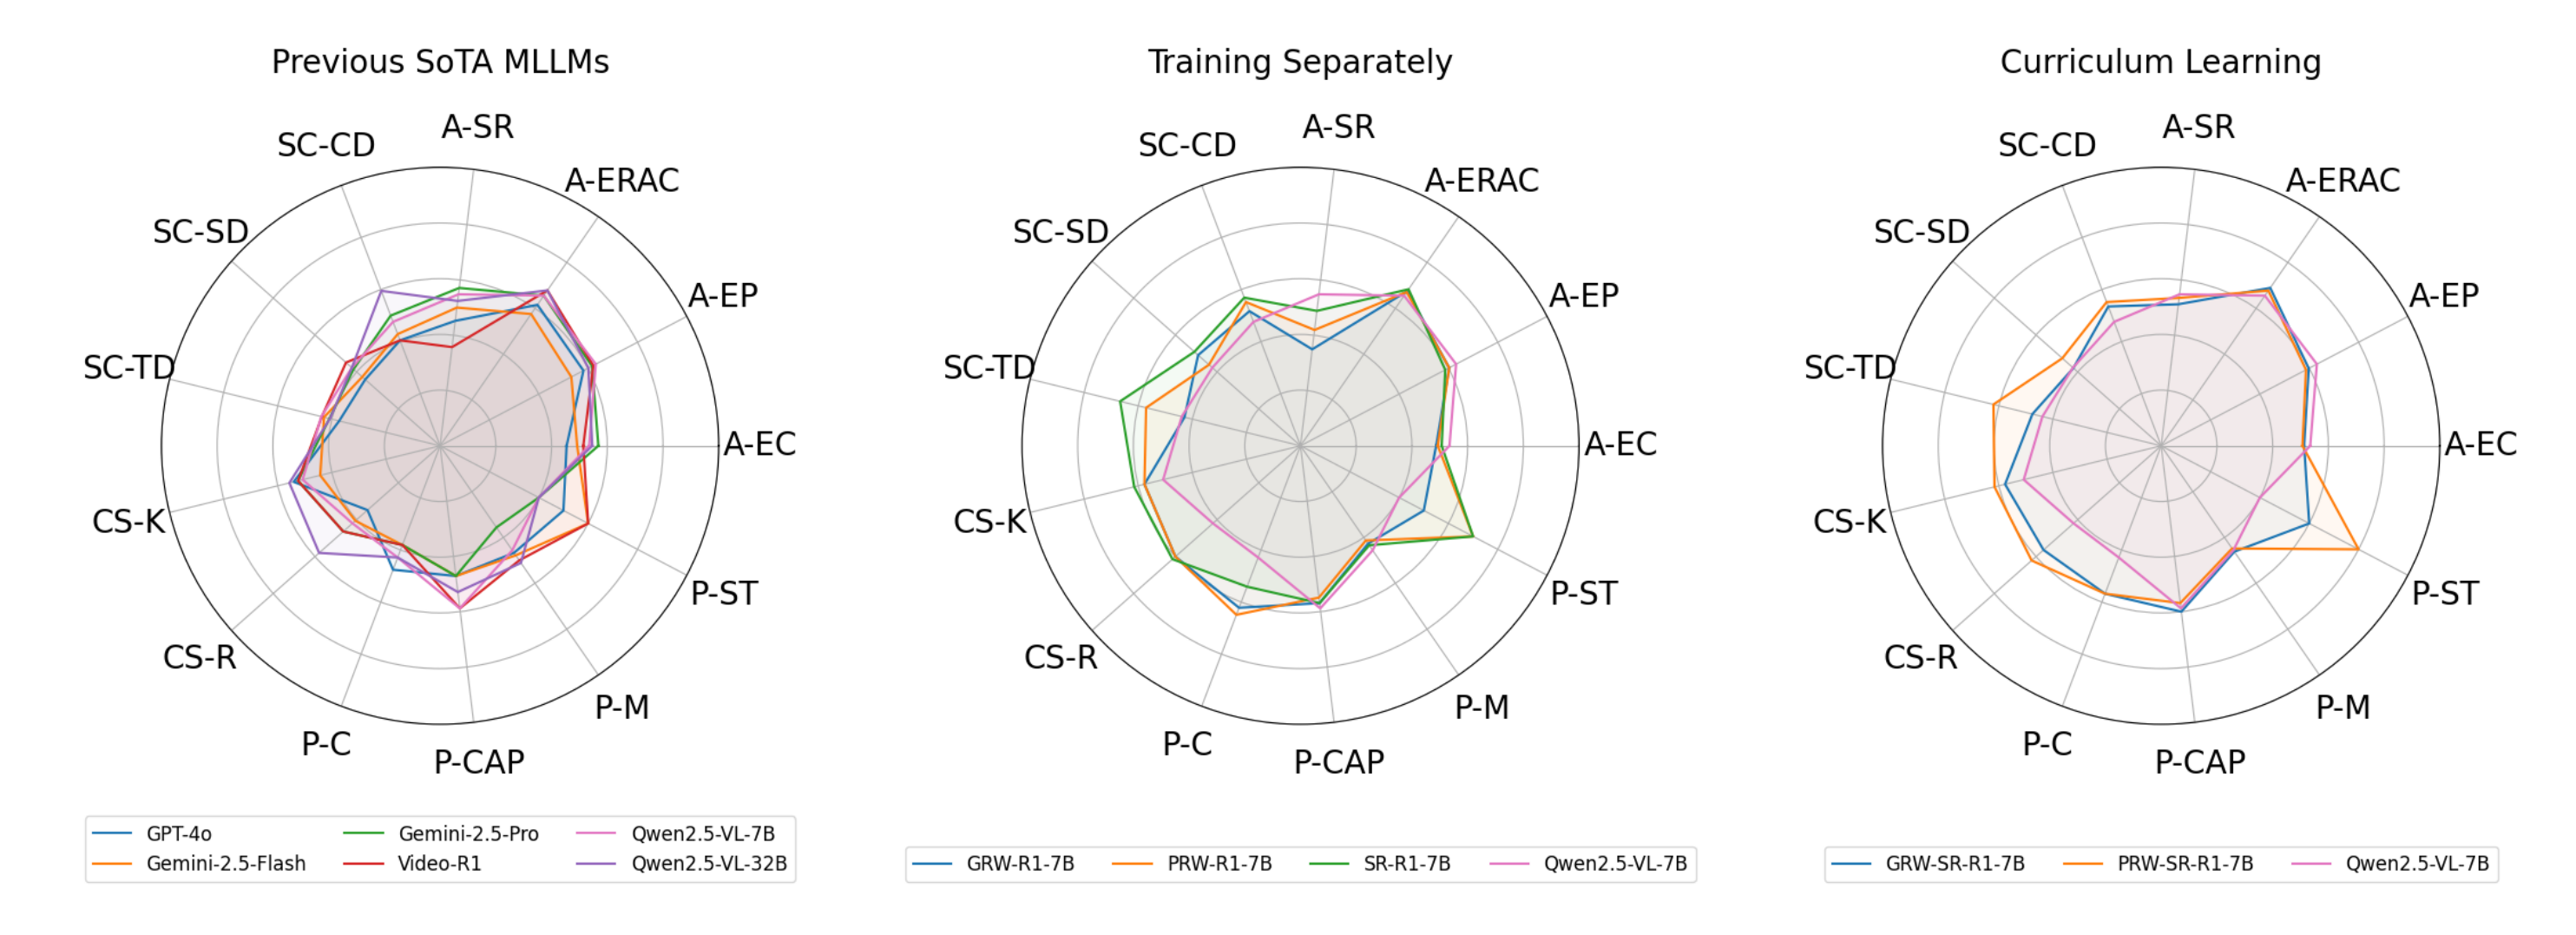 Previous SoTA MLLMs
A-SR
SC-CD
A-ERAC
SC-SD
A-EP
SC-TD
A-EC
CS-K
P-ST
CS-R
P-M
P-C
P-CAP
GPT-4o
Gemini-2.5-Pro
Qwen2.5-VL-7B
Gemini-2.5-Flash
Video-R1
Qwen2.5-VL-32B
Training Separately
A-SR
SC-CD
A-ERAC
SC-SD
A-EP
SC-TD
A-EC
CS-K
P-ST
CS-R
P-M
P-C
P-CAP
GRW-R1-7B
PRW-R1-7B
SR-R1-7B
Qwen2.5-VL-7B
Curriculum Learning
A-SR
SC-CD
A-ERAC
SC-SD
A-EP
SC-TD
A-EC
CS-K
P-ST
CS-R
P-M
P-C
P-CAP
GRW-SR-R1-7B
PRW-SR-R1-7B
Qwen2.5-VL-7B